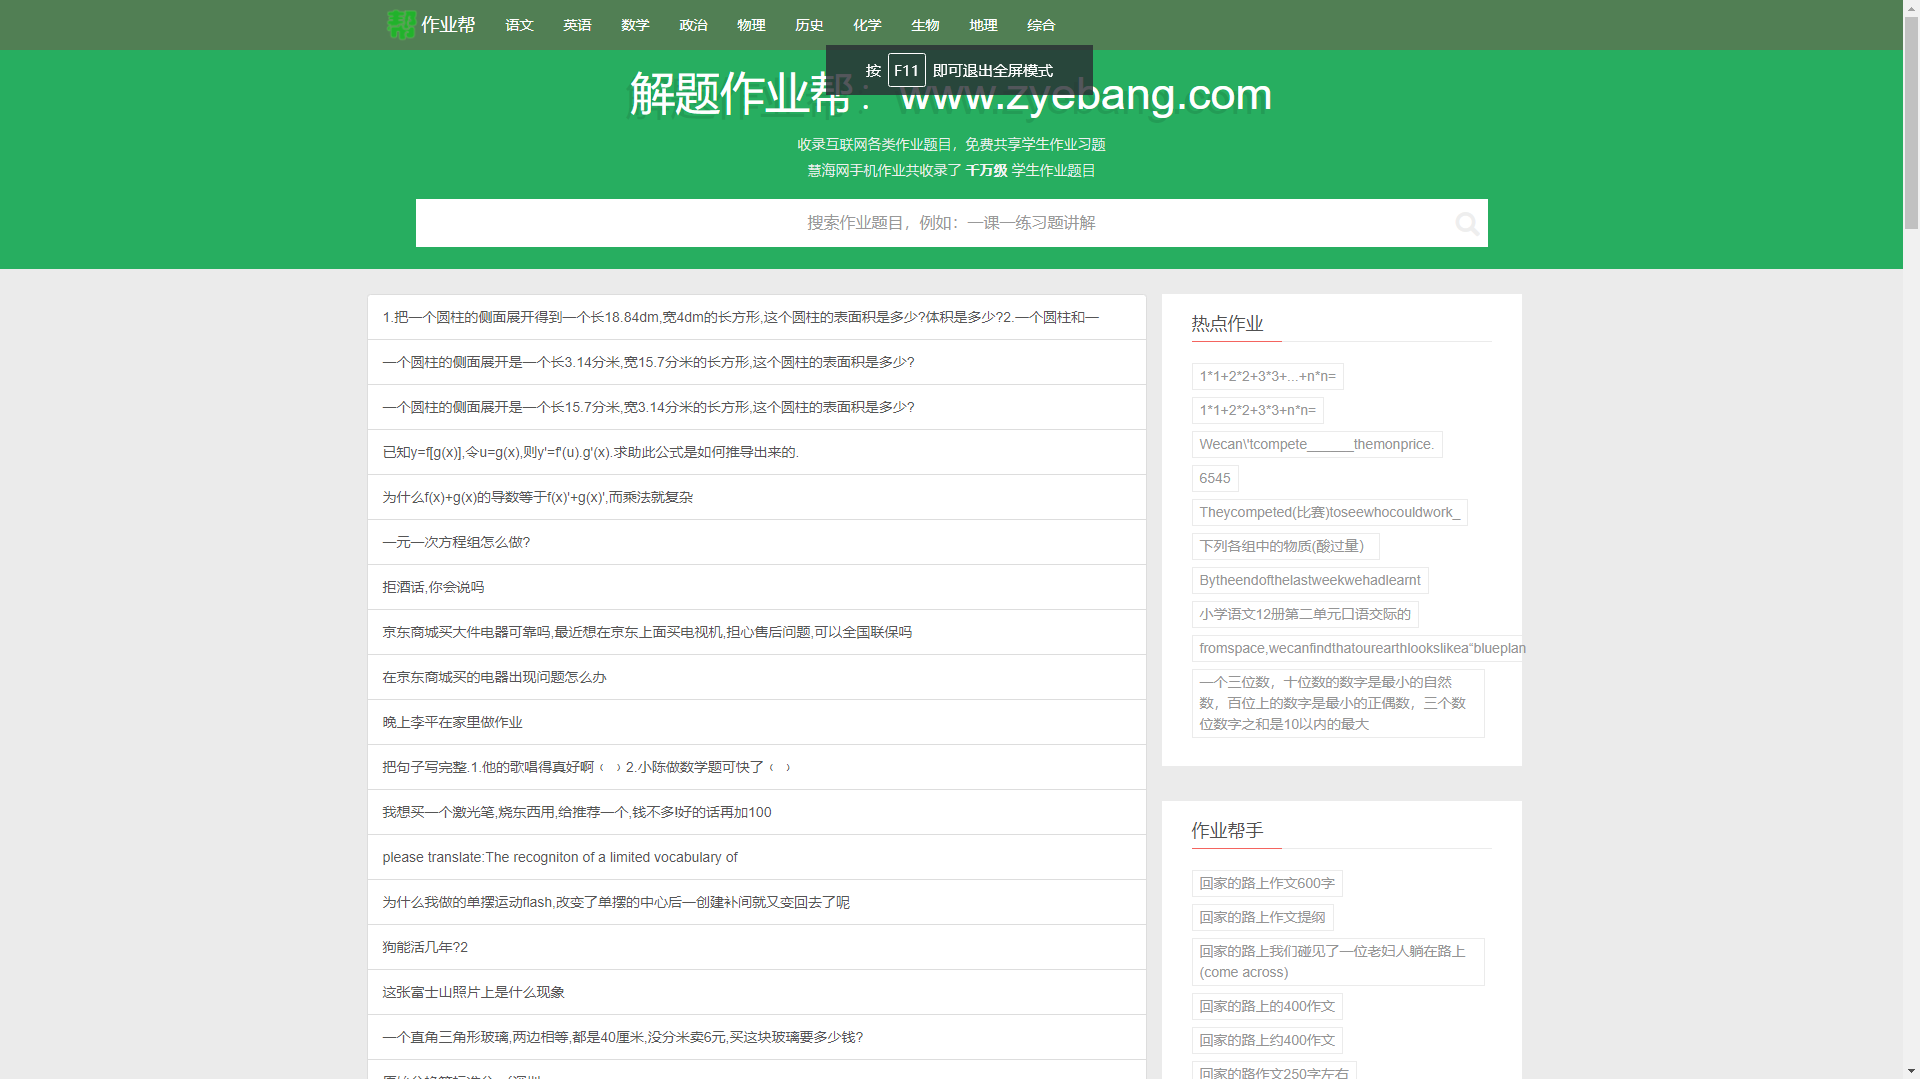 作业帮 语文 英语 数学 政治 物理 历史 化学 生物 地理 综合
按 F11 即可退出全屏模式
解题作业帮：www.zyebang.com
收录互联网各类作业题目，免费共享学生作业习题
慧海网手机作业共收录了 千万级 学生作业题目
搜索作业题目，例如：一课一练习题讲解
1.把一个圆柱的侧面展开得到一个长18.84dm,宽4dm的长方形,这个圆柱的表面积是多少?体积是多少?2.一个圆柱和一
一个圆柱的侧面展开是一个长3.14分米,宽15.7分米的长方形,这个圆柱的表面积是多少?
一个圆柱的侧面展开是一个长15.7分米,宽3.14分米的长方形,这个圆柱的表面积是多少?
已知y=f[g(x)],令u=g(x),则y'=f'(u).g'(x).求助此公式是如何推导出来的.
为什么f(x)+g(x)的导数等于f(x)'+g(x)',而乘法就复杂
一元一次方程组怎么做?
拒酒话,你会说吗
京东商城买大件电器可靠吗,最近想在京东上面买电视机,担心售后问题,可以全国联保吗
在京东商城买的电器出现问题怎么办
晚上李平在家里做作业
把句子写完整.1.他的歌唱得真好啊﹙ ﹚2.小陈做数学题可快了﹙ ﹚
我想买一个激光笔,烧东西用,给推荐一个,钱不多!好的话再加100
please translate:The recogniton of a limited vocabulary of
为什么我做的单摆运动flash,改变了单摆的中心后一创建补间就又变回去了呢
狗能活几年?2
这张富士山照片上是什么现象
一个直角三角形玻璃,两边相等,都是40厘米,没分米卖6元,买这块玻璃要多少钱?
热点作业
1*1+2*2+3*3+...+n*n=
1*1+2*2+3*3+n*n=
Wecan\'tcompete______themonprice.
6545
Theycompeted(比赛)toseewhocouldwork_
下列各组中的物质(酸过量）
Bytheendofthelastweekwehadlearnt
小学语文12册第二单元口语交际的
fromspace,wecanfindthatourearthlookslikea“blueplan
一个三位数，十位数的数字是最小的自然
数，百位上的数字是最小的正偶数，三个数
位数字之和是10以内的最大
作业帮手
回家的路上作文600字
回家的路上作文提纲
回家的路上我们碰见了一位老妇人躺在路上
(come across)
回家的路上的400作文
回家的路上约400作文
回家的路作文250字左右